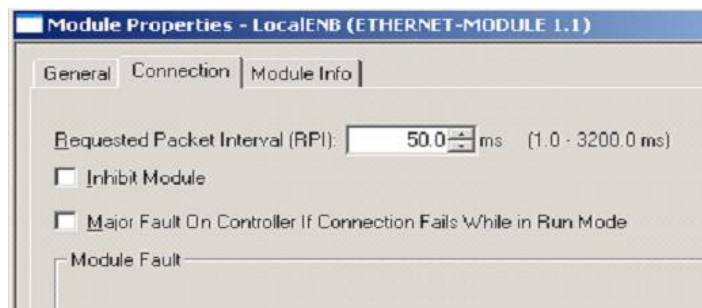 Module Properties - LocalENB (ETHERNET-MODULE 1.1)
General Connection Module Info
Requested Packet Interval (RPI): 50.0 ms (1.0 - 3200.0 ms)
Inhibit Module
Major Fault On Controller If Connection Fails While in Run Mode
Module Fault